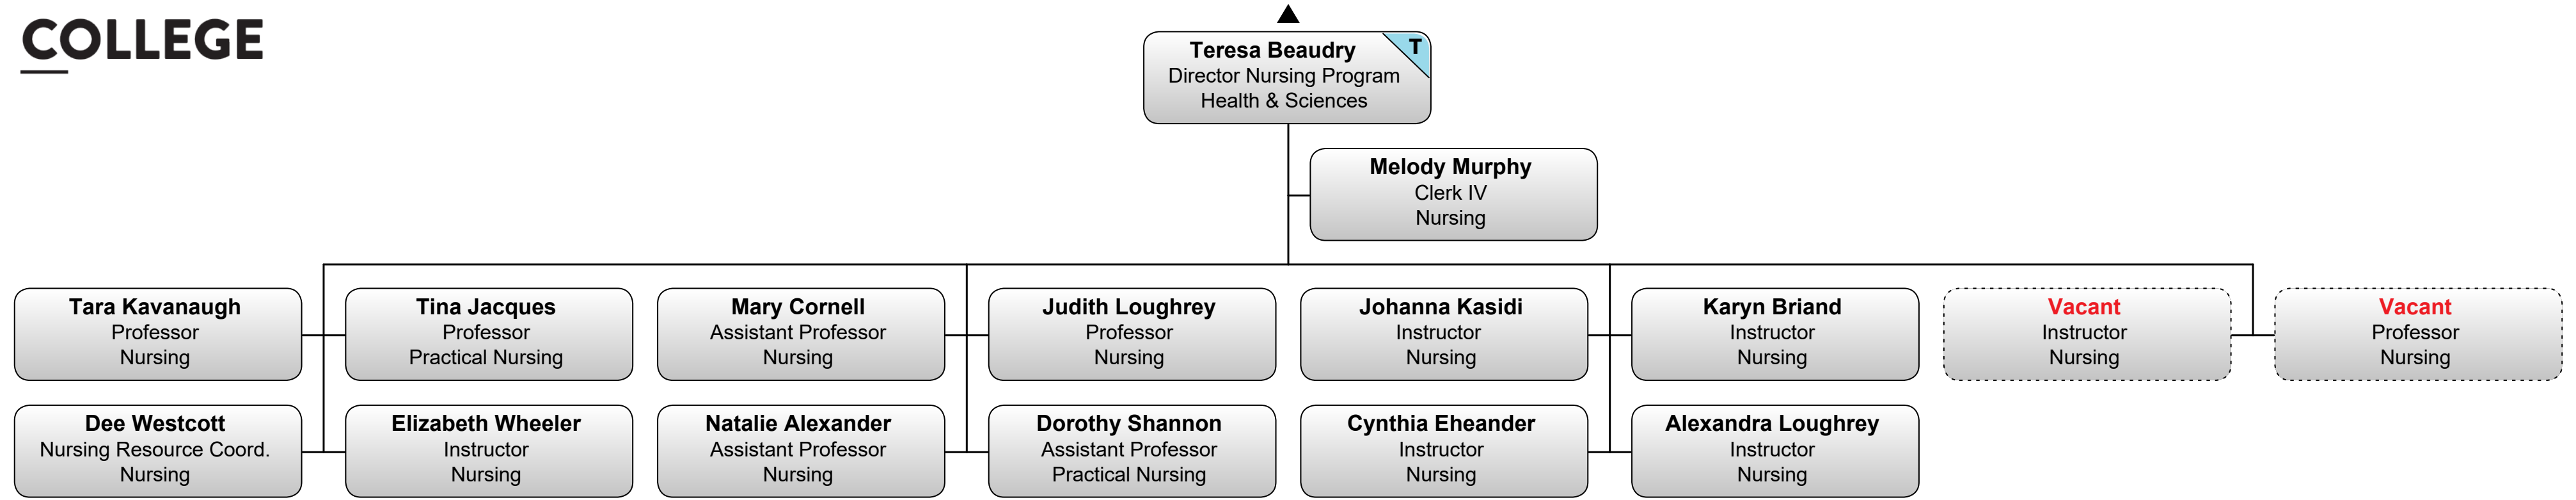 COLLEGE
Teresa Beaudry
T
Director Nursing Program
Health & Sciences
Melody Murphy
Clerk IV
Nursing
Tara Kavanaugh
Professor
Nursing
Tina Jacques
Professor
Practical Nursing
Mary Cornell
Assistant Professor
Nursing
Judith Loughrey
Professor
Nursing
Johanna Kasidi
Instructor
Nursing
Karyn Briand
Instructor
Nursing
Vacant
Instructor
Nursing
Vacant
Professor
Nursing
Dee Westcott
Nursing Resource Coord.
Nursing
Elizabeth Wheeler
Instructor
Nursing
Natalie Alexander
Assistant Professor
Nursing
Dorothy Shannon
Assistant Professor
Practical Nursing
Cynthia Eheander
Instructor
Nursing
Alexandra Loughrey
Instructor
Nursing